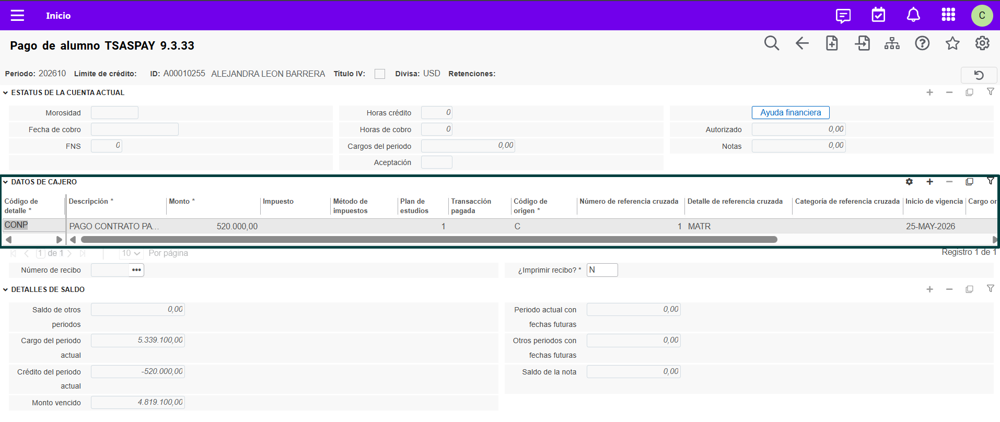 Inicio
C
Pago de alumno TSASPAY 9.3.33
Periodo: 202610 Límite de crédito: ID: A00010255 ALEJANDRA LEON BARRERA Título IV: Divisa: USD Retenciones:
ESTATUS DE LA CUENTA ACTUAL
Morosidad
Horas crédito 0
Ayuda financiera
Fecha de cobro
Horas de cobro 0
Autorizado 0,00
FNS 0
Cargos del periodo 0,00
Notas 0,00
Aceptación
DATOS DE CAJERO
Código de detalle * Descripción * Monto * Impuesto Método de impuestos Plan de estudios Transacción pagada Código de origen * Número de referencia cruzada Detalle de referencia cruzada Categoría de referencia cruzada Inicio de vigencia Cargo or
CONP PAGO CONTRATO PA... 520.000,00 1 C 1 MATR 25-MAY-2026
1 de 1 10 Por página Registro 1 de 1
Número de recibo
¿Imprimir recibo? * N
DETALLES DE SALDO
Saldo de otros periodos 0,00
Periodo actual con fechas futuras 0,00
Cargo del periodo actual 5.339.100,00
Otros periodos con fechas futuras 0,00
Crédito del periodo actual -520.000,00
Saldo de la nota 0,00
Monto vencido 4.819.100,00